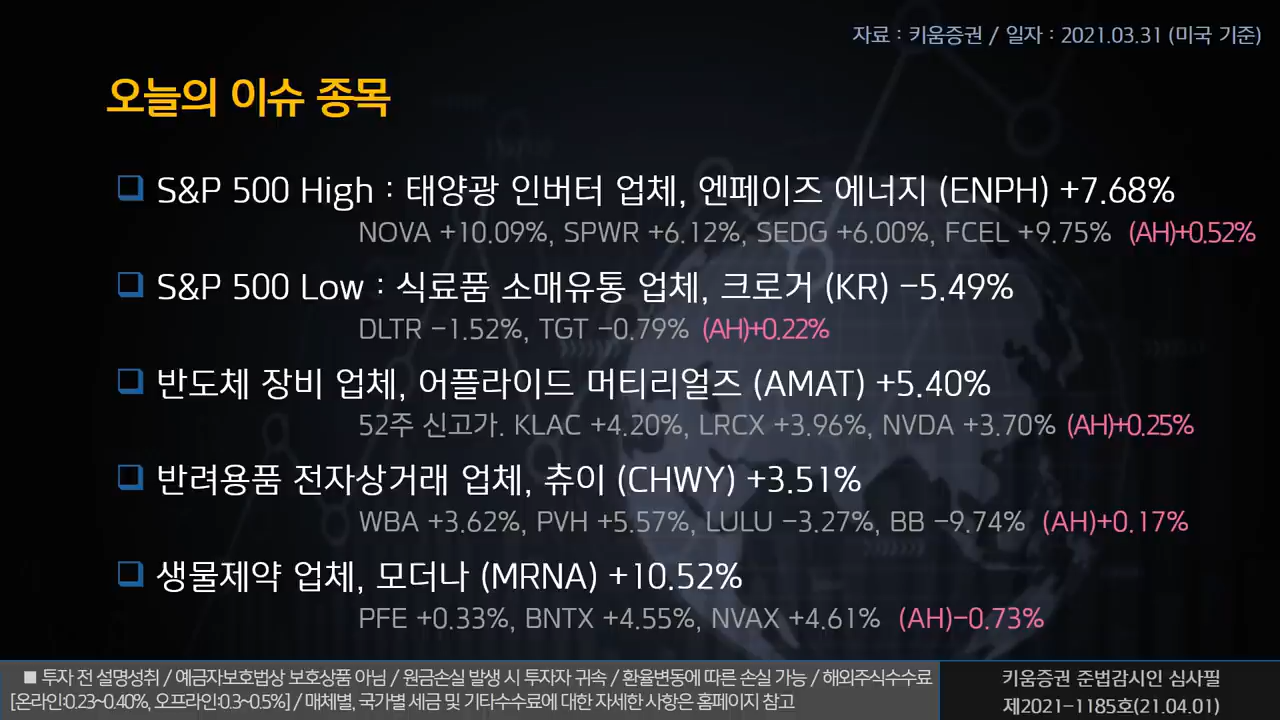 자료 : 키움증권 / 일자 : 2021.03.31 (미국 기준)
오늘의 이슈 종목
❑ S&P 500 High : 태양광 인버터 업체, 엔페이즈 에너지 (ENPH) +7.68%
NOVA +10.09%, SPWR +6.12%, SEDG +6.00%, FCEL +9.75% (AH)+0.52%
❑ S&P 500 Low : 식료품 소매유통 업체, 크로거 (KR) −5.49%
DLTR −1.52%, TGT −0.79% (AH)+0.22%
❑ 반도체 장비 업체, 어플라이드 머티리얼즈 (AMAT) +5.40%
52주 신고가. KLAC +4.20%, LRCX +3.96%, NVDA +3.70% (AH)+0.25%
❑ 반려용품 전자상거래 업체, 츄이 (CHWY) +3.51%
WBA +3.62%, PVH +5.57%, LULU −3.27%, BB −9.74% (AH)+0.17%
❑ 생물제약 업체, 모더나 (MRNA) +10.52%
PFE +0.33%, BNTX +4.55%, NVAX +4.61% (AH)−0.73%
■ 투자 전 설명성취 / 예금자보호법상 보호상품 아님 / 원금손실 발생 시 투자자 귀속 / 환율변동에 따른 손실 가능 / 해외주식수수료
[온라인:0.23~0.40%, 오프라인:0.3~0.5%] / 매체별, 국가별 세금 및 기타수수료에 대한 자세한 사항은 홈페이지 참고
키움증권 준법감시인 심사필
제2021-1185호(21.04.01)